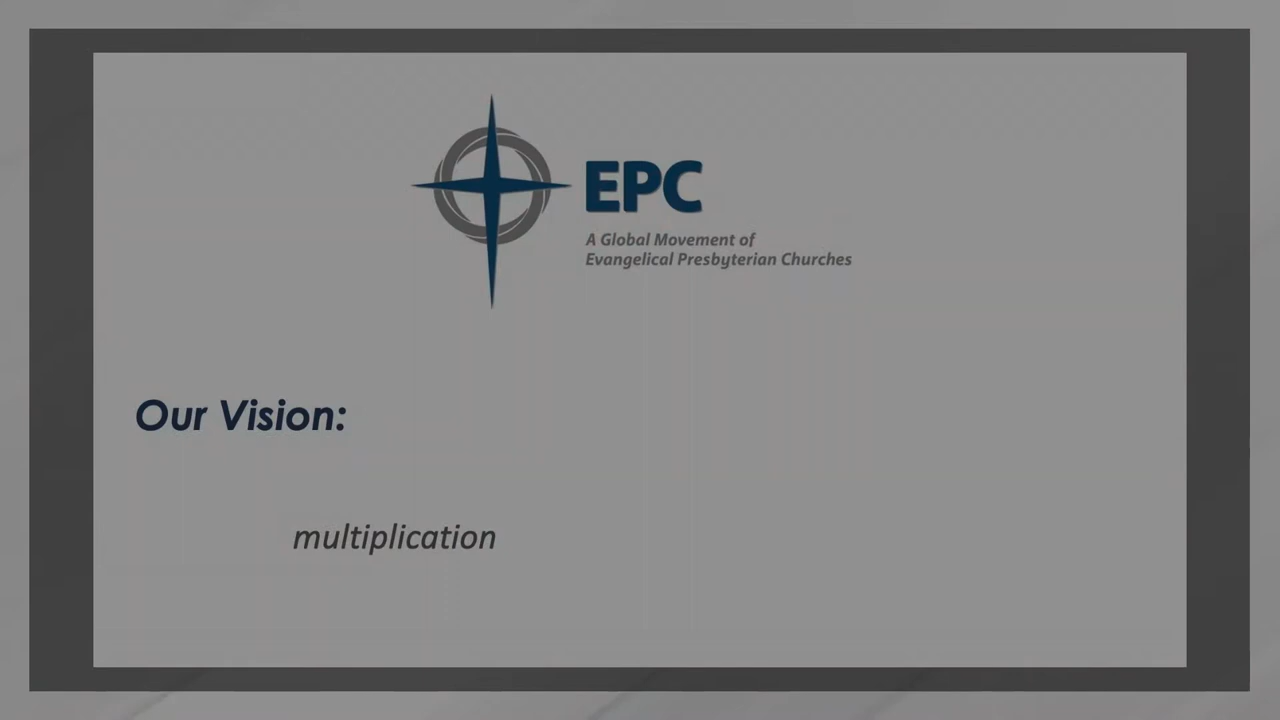 EPC
A Global Movement of
Evangelical Presbyterian Churches
Our Vision:
multiplication